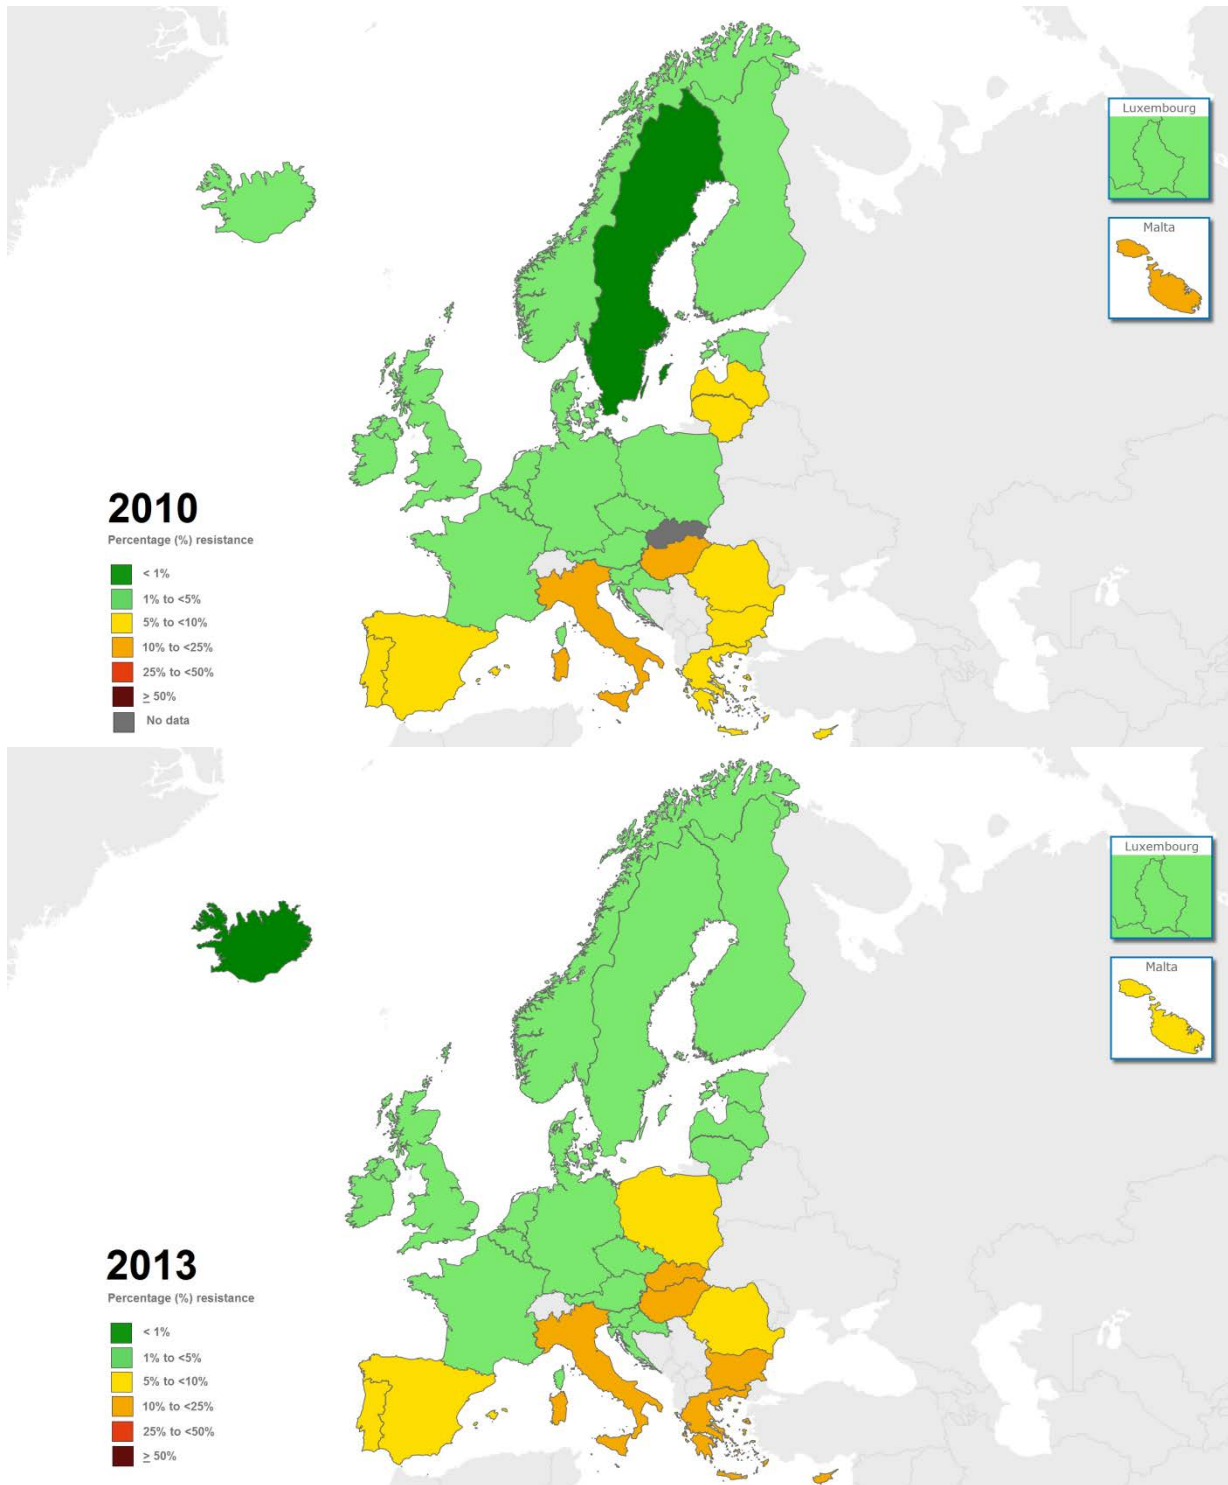 Luxembourg
Malta
2010
Percentage (%) resistance
< 1%
1% to <5%
5% to <10%
10% to <25%
25% to <50%
≥ 50%
No data
Luxembourg
Malta
2013
Percentage (%) resistance
< 1%
1% to <5%
5% to <10%
10% to <25%
25% to <50%
≥ 50%